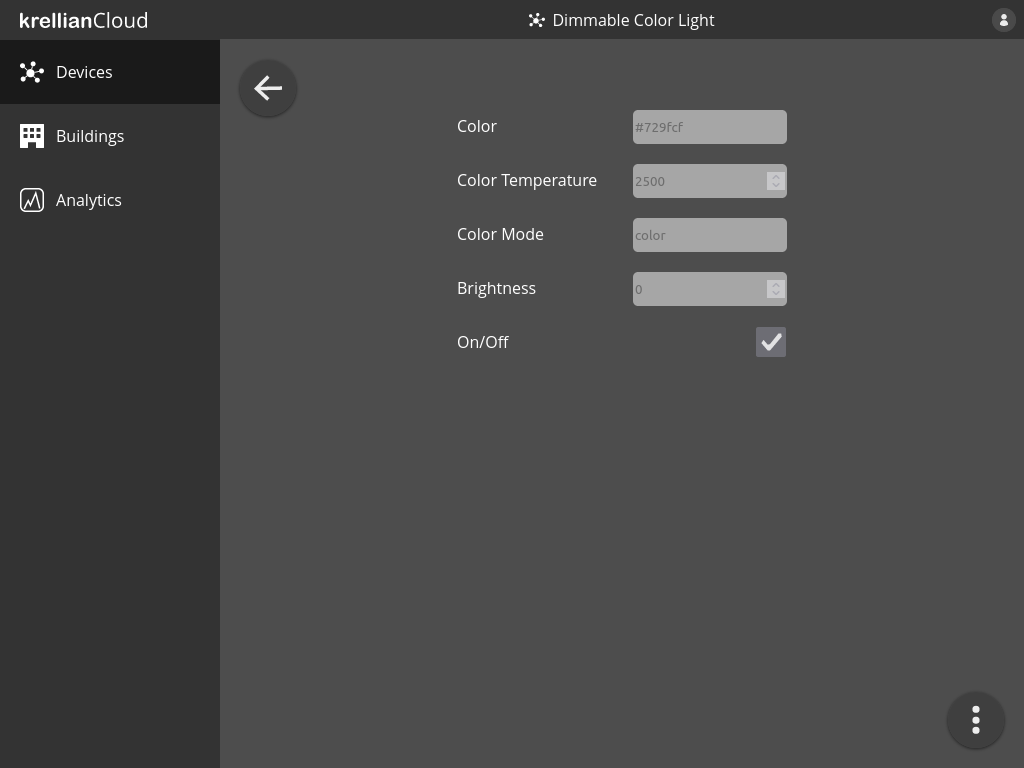 krellianCloud
Dimmable Color Light
Devices
Buildings
Analytics
Color
#729fcf
Color Temperature
2500
Color Mode
color
Brightness
0
On/Off